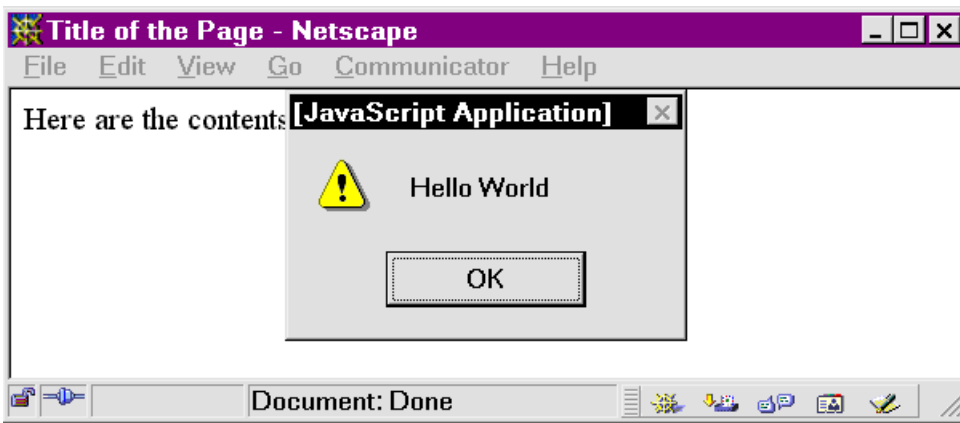 Title of the Page - Netscape
File Edit View Go Communicator Help
Here are the contents
[JavaScript Application]
Hello World
OK
Document: Done